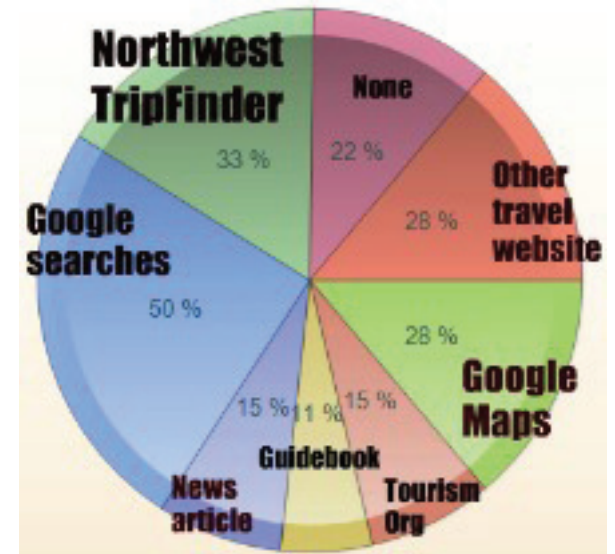 Northwest
TripFinder
33 %
None
22 %
Other
travel
website
28 %
Google
searches
50 %
28 %
Google
Maps
15 %
11 %
15 %
Guidebook
News
article
Tourism
Org